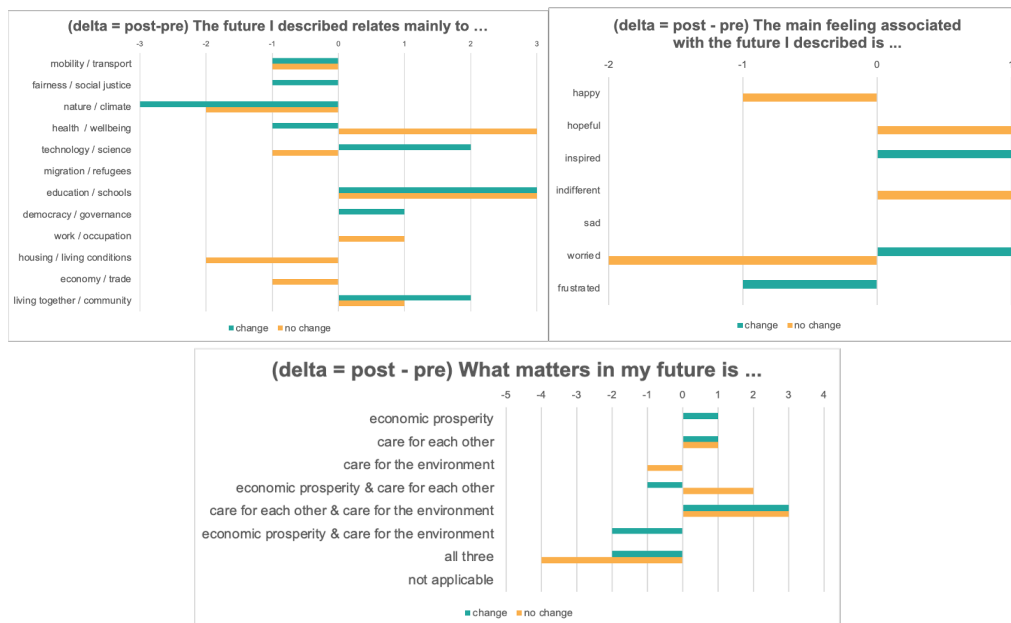 (delta = post-pre) The future I described relates mainly to ...
-3 -2 -1 0 1 2 3
mobility / transport
fairness / social justice
nature / climate
health / wellbeing
technology / science
migration / refugees
education / schools
democracy / governance
work / occupation
housing / living conditions
economy / trade
living together / community
change no change
(delta = post - pre) The main feeling associated
with the future I described is ...
-2 -1 0 1
happy
hopeful
inspired
indifferent
sad
worried
frustrated
change no change
(delta = post - pre) What matters in my future is ...
-5 -4 -3 -2 -1 0 1 2 3 4
economic prosperity
care for each other
care for the environment
economic prosperity & care for each other
care for each other & care for the environment
economic prosperity & care for the environment
all three
not applicable
change no change